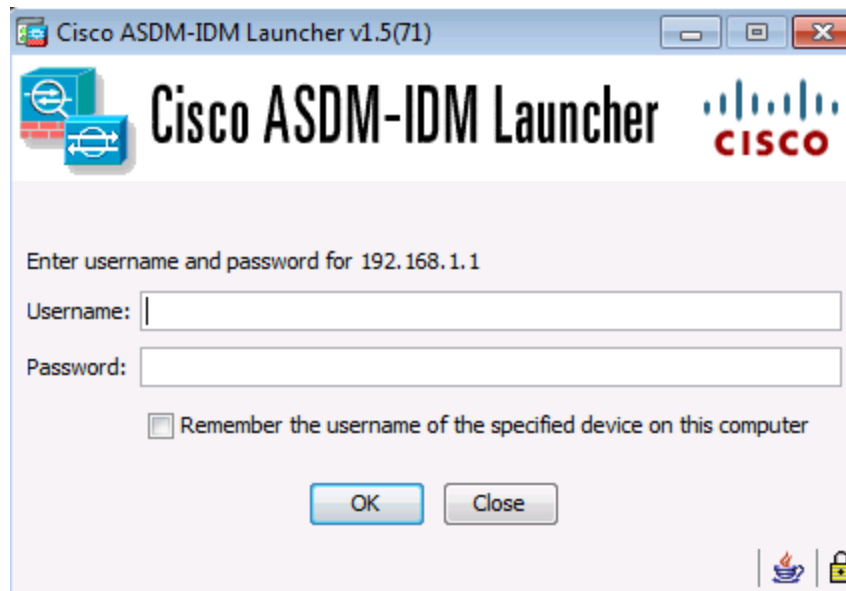 Cisco ASDM-IDM Launcher v1.5(71)
Cisco ASDM-IDM Launcher
CISCO
Enter username and password for 192.168.1.1
Username:
Password:
Remember the username of the specified device on this computer
OK
Close